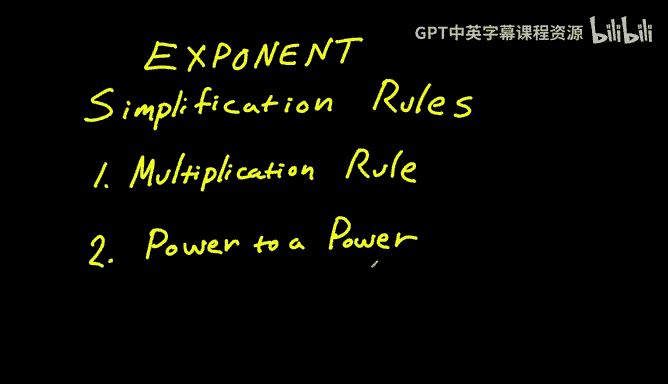 GPT中英字幕课程资源 bilibili
EXPONENT
Simplification Rules
1. Multiplication Rule
2. Power to a Power